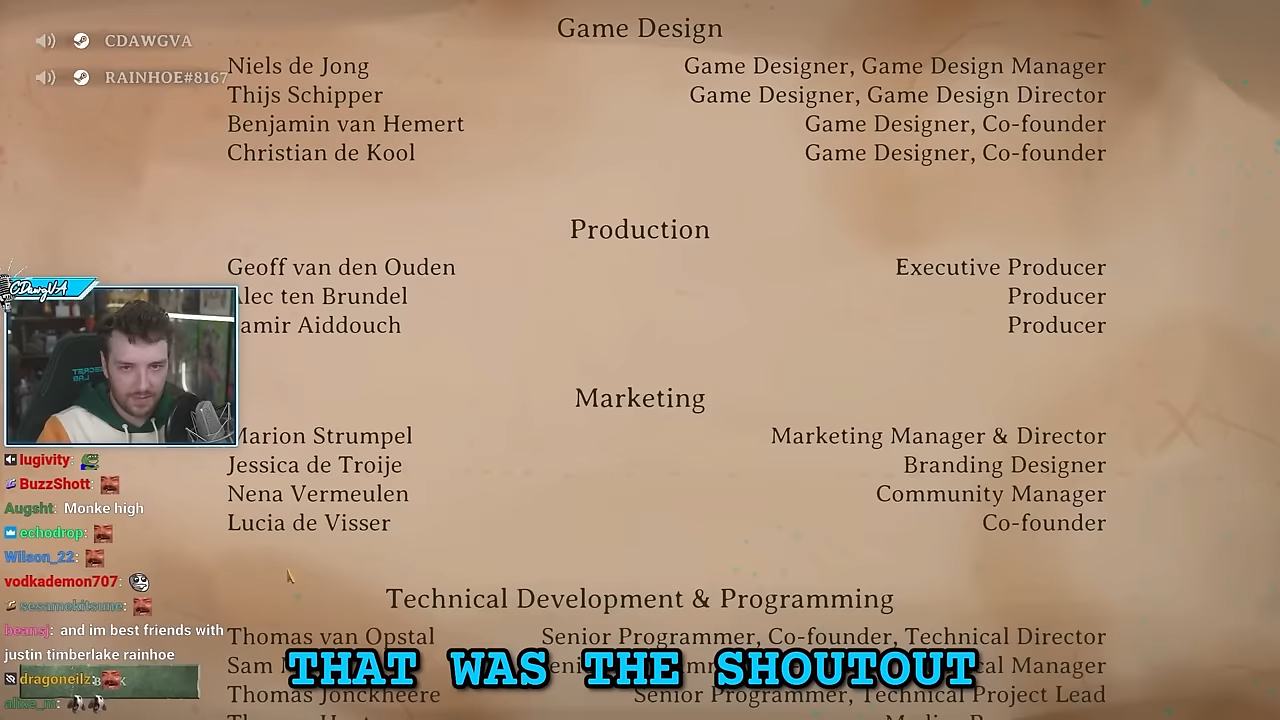 CDAWGVA
RAINHOE#8167
Game Design
Niels de Jong Game Designer, Game Design Manager
Thijs Schipper Game Designer, Game Design Director
Benjamin van Hemert Game Designer, Co-founder
Christian de Kool Game Designer, Co-founder
Production
Geoff van den Ouden Executive Producer
ten Brundel Producer
Aiddouch Producer
Marketing
Marion Strumpel Marketing Manager & Director
Jessica de Troije Branding Designer
Nena Vermeulen Community Manager
Lucia de Visser Co-founder
Technical Development & Programming
Thomas van Opstal Senior Programmer, Co-founder, Technical Director
Sam Manager
Thomas Jonckheere Senior Programmer, Technical Project Lead
CDawgVA
lugivity:
BuzzShott:
Augsht: Monke high
echodrop:
Wilson_22:
vodkademon707:
sesamekitsune:
beansj: and im best friends with
justin timberlake rainhoe
dragoneilz:
THAT WAS THE SHOUTOUT